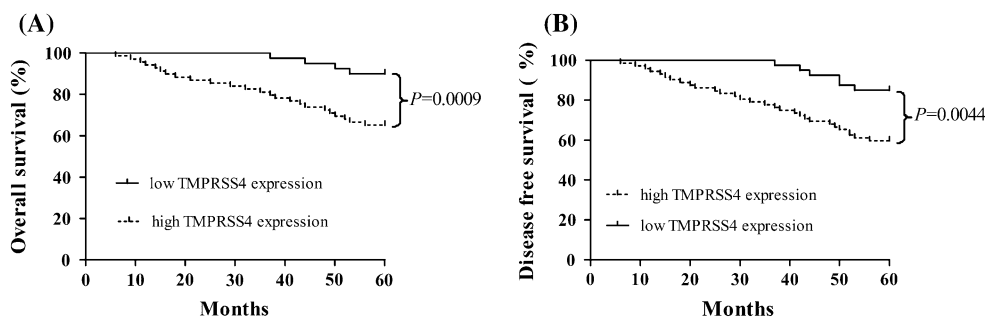 (A)
Overall survival (%)
100
80
60
40
20
0
low TMPRSS4 expression
high TMPRSS4 expression
P=0.0009
0 10 20 30 40 50 60
Months
(B)
Disease free survival ( %)
100
80
60
40
20
0
high TMPRSS4 expression
low TMPRSS4 expression
P=0.0044
0 10 20 30 40 50 60
Months